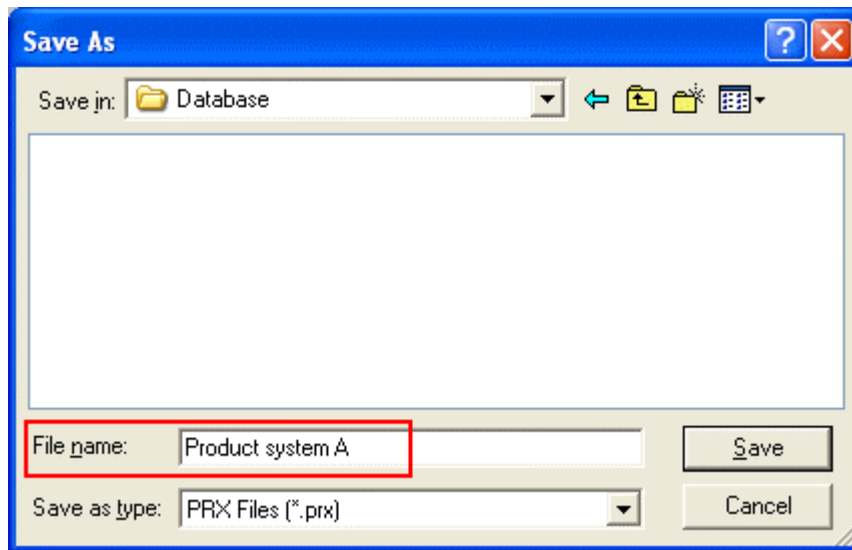 Save As
Save in: Database
File name: Product system A Save
Save as type: PRX Files (*.prx) Cancel